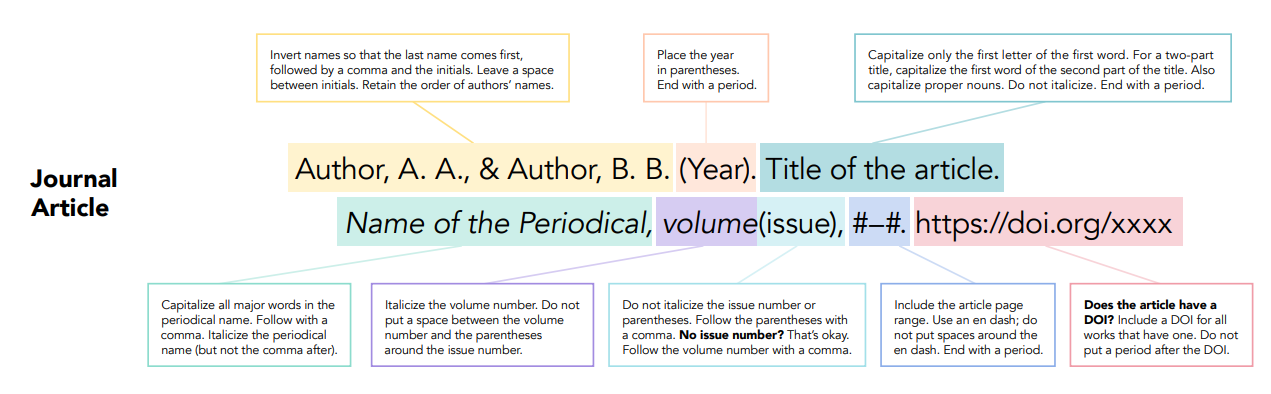 Invert names so that the last name comes first,
followed by a comma and the initials. Leave a space
between initials. Retain the order of authors' names.
Place the year
in parentheses.
End with a period.
Capitalize only the first letter of the first word. For a two-part
title, capitalize the first word of the second part of the title. Also
capitalize proper nouns. Do not italicize. End with a period.
Journal
Article
Author, A. A., & Author, B. B. (Year). Title of the article.
Name of the Periodical, volume(issue), #–#. https://doi.org/xxxx
Capitalize all major words in the
periodical name. Follow with a
comma. Italicize the periodical
name (but not the comma after).
Italicize the volume number. Do not
put a space between the volume
number and the parentheses
around the issue number.
Do not italicize the issue number or
parentheses. Follow the parentheses with
a comma. No issue number? That's okay.
Follow the volume number with a comma.
Include the article page
range. Use an en dash; do
not put spaces around the
en dash. End with a period.
Does the article have a
DOI? Include a DOI for all
works that have one. Do not
put a period after the DOI.